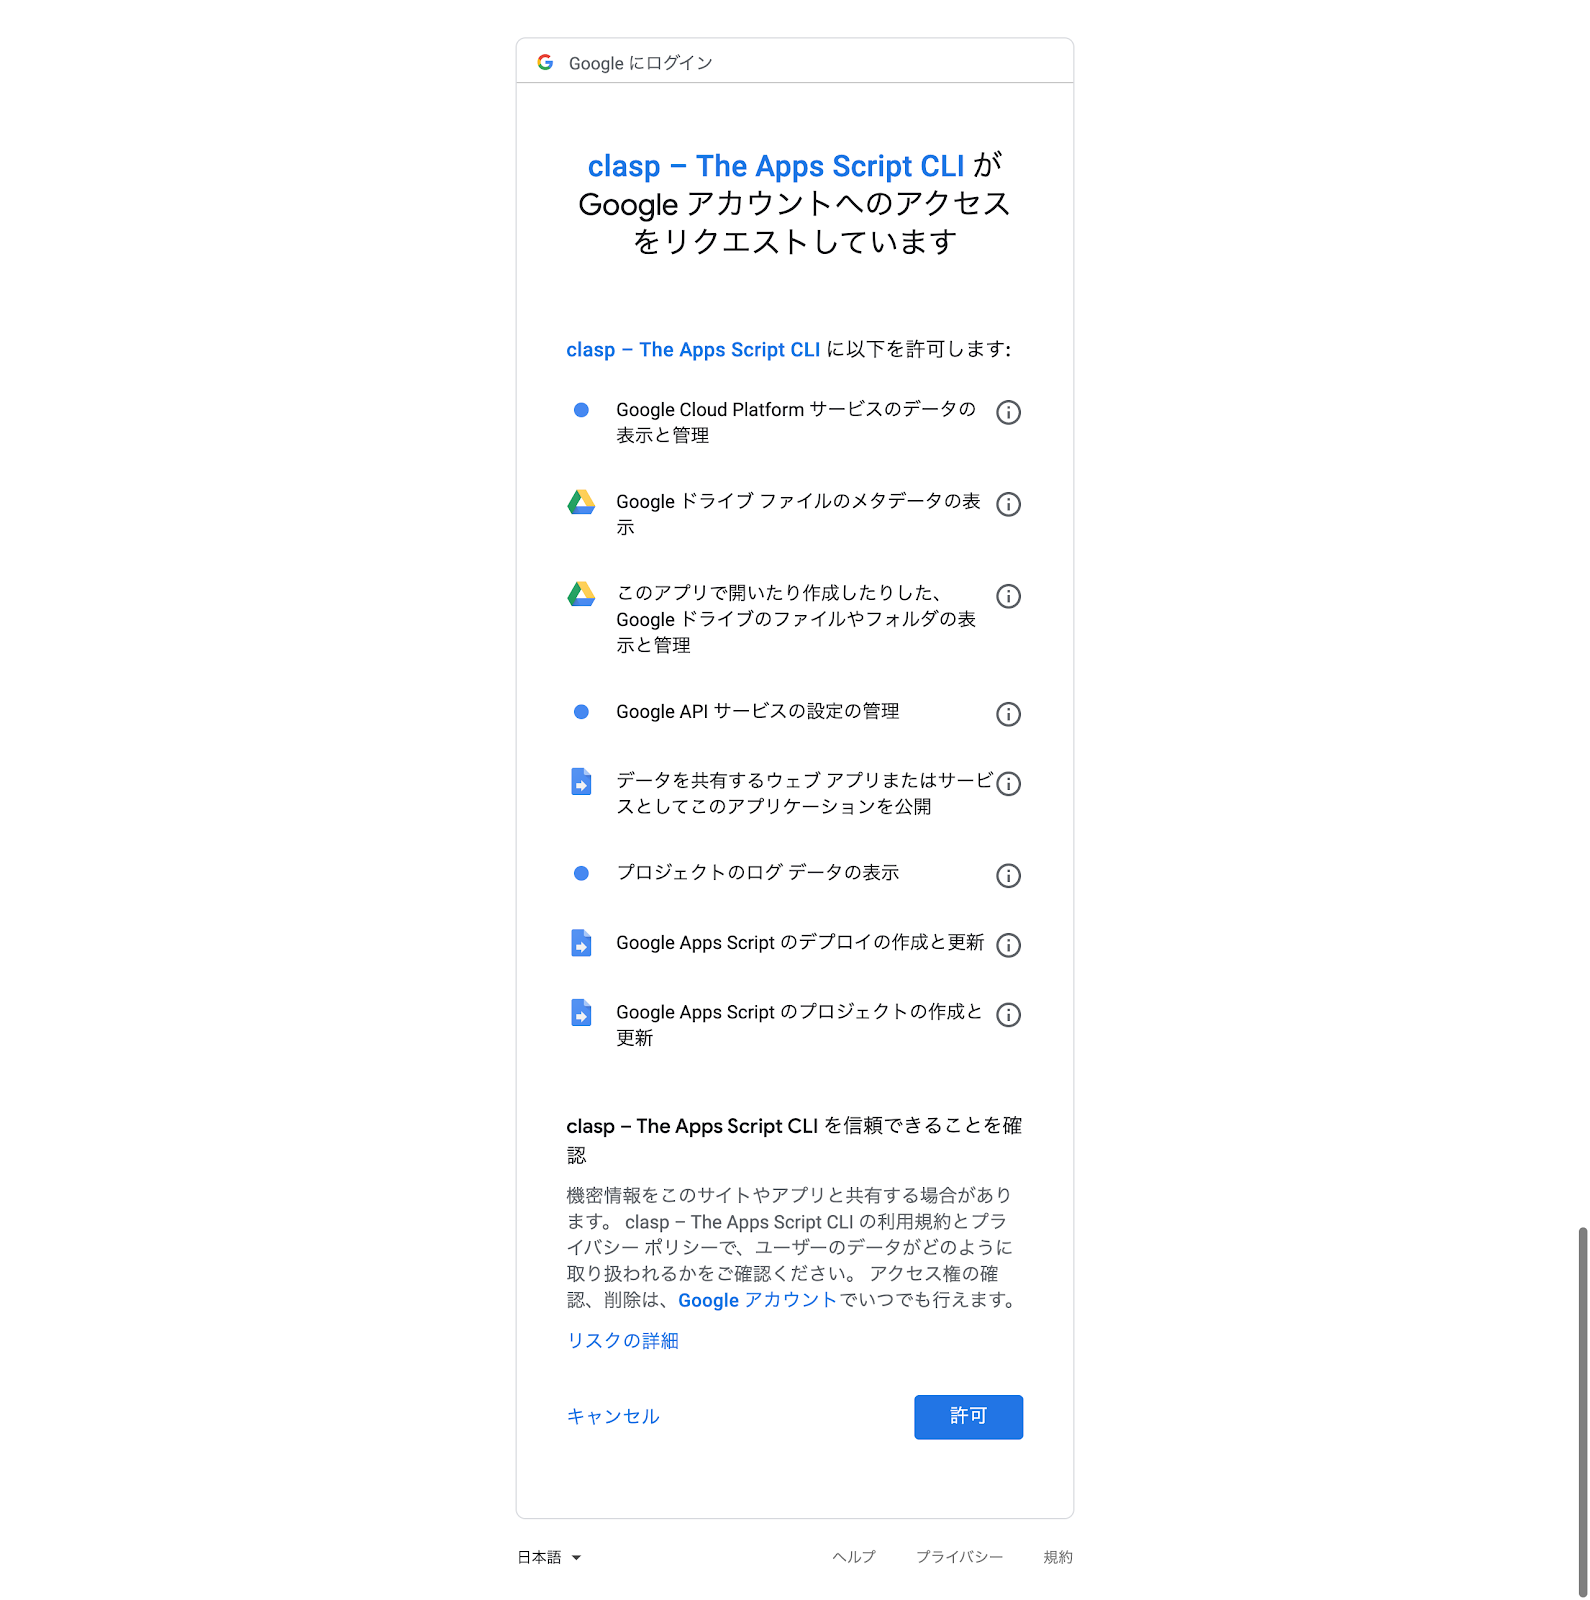 Google にログイン
clasp – The Apps Script CLI が
Google アカウントへのアクセス
をリクエストしています
clasp – The Apps Script CLI に以下を許可します:
Google Cloud Platform サービスのデータの
表示と管理
Google ドライブ ファイルのメタデータの表
示
このアプリで開いたり作成したりした、
Google ドライブのファイルやフォルダの表
示と管理
Google API サービスの設定の管理
データを共有するウェブ アプリまたはサービ
スとしてこのアプリケーションを公開
プロジェクトのログ データの表示
Google Apps Script のデプロイの作成と更新
Google Apps Script のプロジェクトの作成と
更新
clasp – The Apps Script CLI を信頼できることを確
認
機密情報をこのサイトやアプリと共有する場合があり
ます。 clasp – The Apps Script CLI の利用規約とプラ
イバシー ポリシーで、ユーザーのデータがどのように
取り扱われるかをご確認ください。 アクセス権の確
認、削除は、Google アカウントでいつでも行えます。
リスクの詳細
キャンセル
許可
日本語
ヘルプ
プライバシー
規約